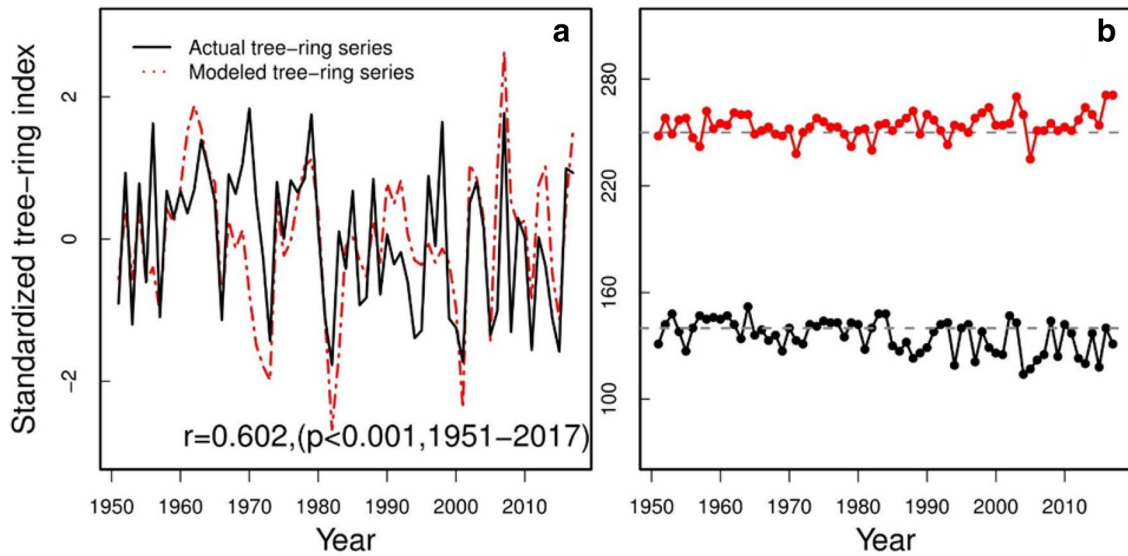 a
b
Actual tree−ring series
Modeled tree−ring series
Standardized tree−ring index
2
0
−2
r=0.602,(p<0.001,1951−2017)
1950 1960 1970 1980 1990 2000 2010
Year
280
220
160
100
1950 1960 1970 1980 1990 2000 2010
Year